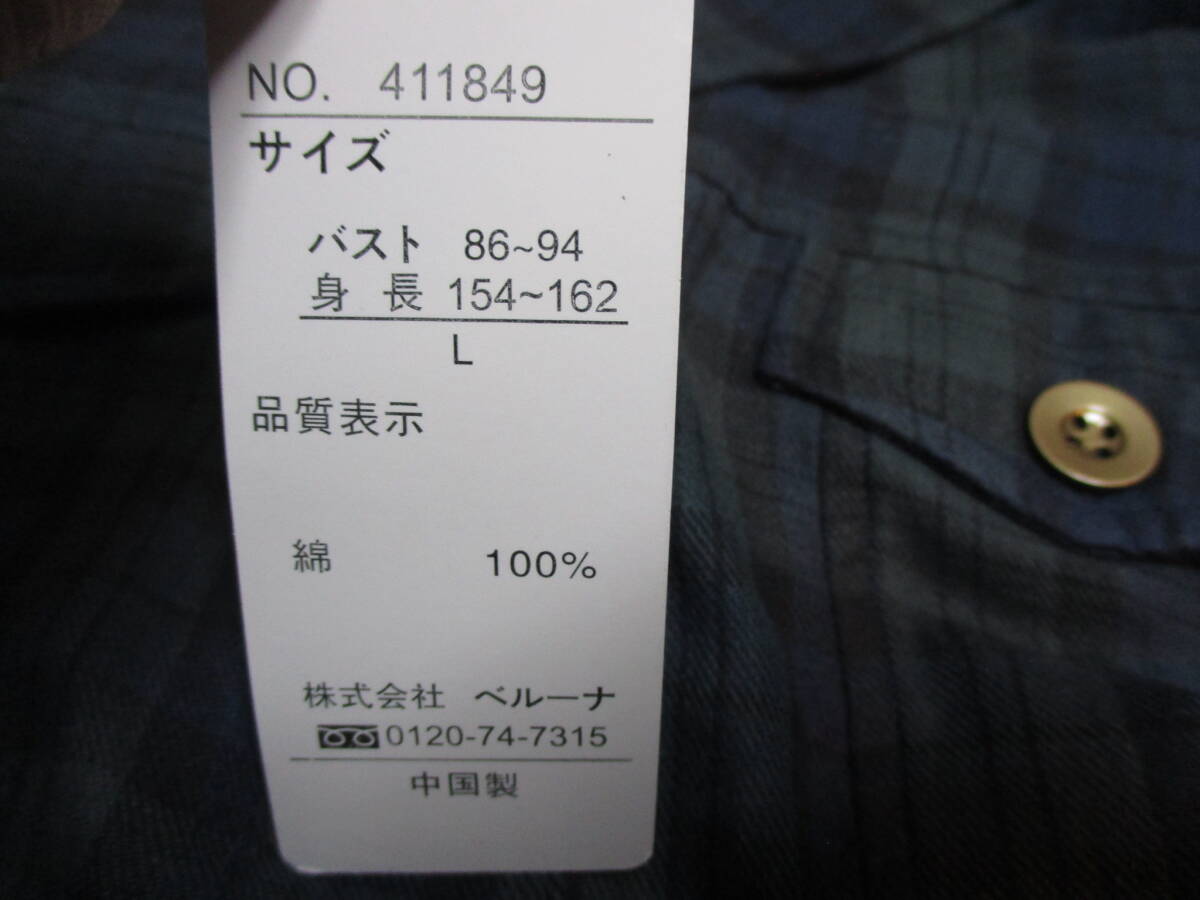 NO. 411849
サイズ
バスト 86~94
身 長 154~162
L
品質表示
綿 100%
株式会社 ベルーナ
0120-74-7315
中国製